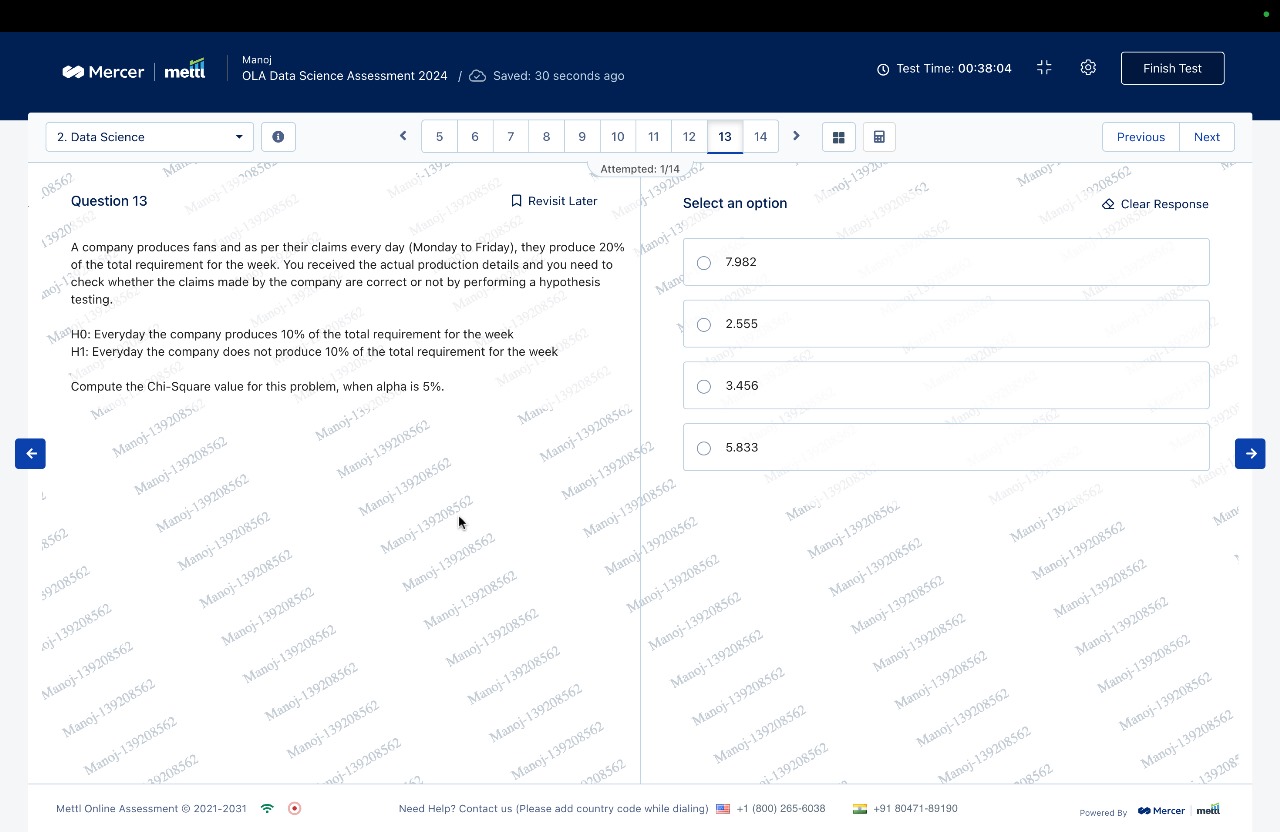 Mercer | mettl
Manoj
OLA Data Science Assessment 2024 / Saved: 30 seconds ago
Test Time: 00:38:04
Finish Test
2. Data Science
5 6 7 8 9 10 11 12 13 14
Previous Next
Attempted: 1/14
Question 13
Revisit Later
A company produces fans and as per their claims every day (Monday to Friday), they produce 20%
of the total requirement for the week. You received the actual production details and you need to
check whether the claims made by the company are correct or not by performing a hypothesis
testing.
H0: Everyday the company produces 10% of the total requirement for the week
H1: Everyday the company does not produce 10% of the total requirement for the week
Compute the Chi-Square value for this problem, when alpha is 5%.
Select an option
Clear Response
7.982
2.555
3.456
5.833
Manoj-139208562
Mettl Online Assessment © 2021-2031
Need Help? Contact us (Please add country code while dialing) +1 (800) 265-6038 +91 80471-89190
Powered By Mercer | mettl